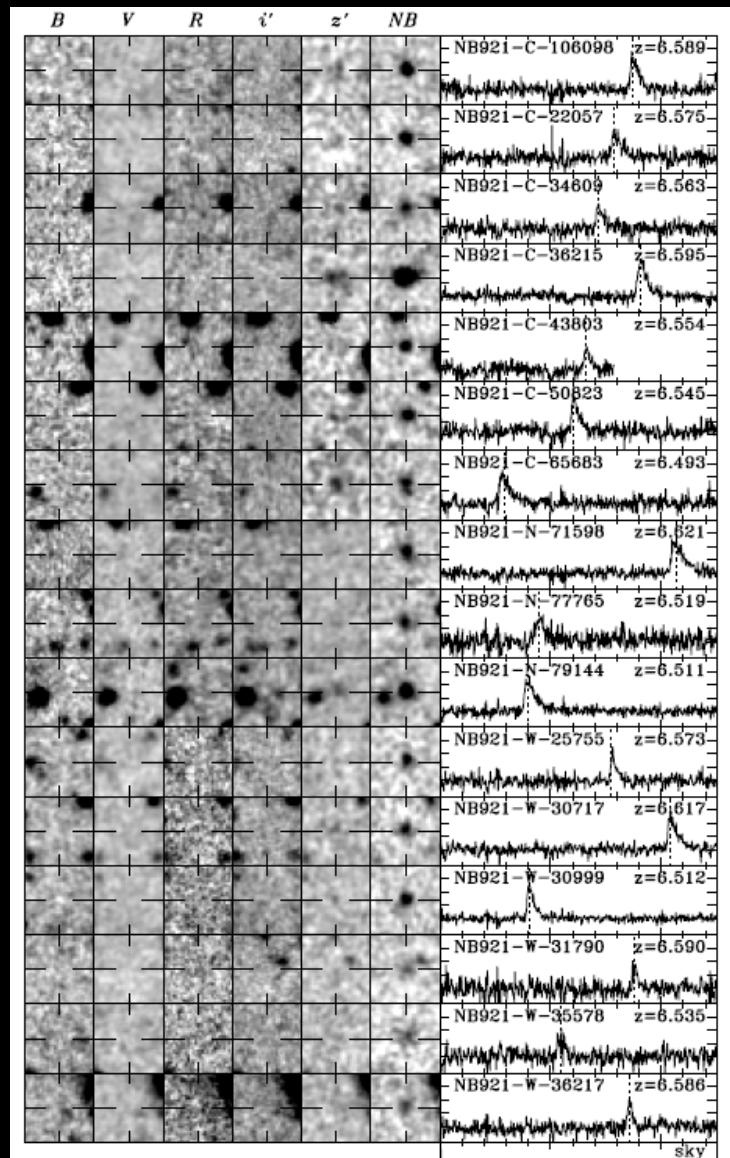 B V R i' z' NB
NB921-C-106098 z=6.589
NB921-C-22057 z=6.575
NB921-C-34609 z=6.563
NB921-C-36215 z=6.595
NB921-C-43803 z=6.554
NB921-C-50823 z=6.545
NB921-C-65683 z=6.493
NB921-N-71598 z=6.621
NB921-N-77765 z=6.519
NB921-N-79144 z=6.511
NB921-W-25755 z=6.573
NB921-W-30717 z=6.617
NB921-W-30999 z=6.512
NB921-W-31790 z=6.590
NB921-W-35578 z=6.535
NB921-W-36217 z=6.586
sky